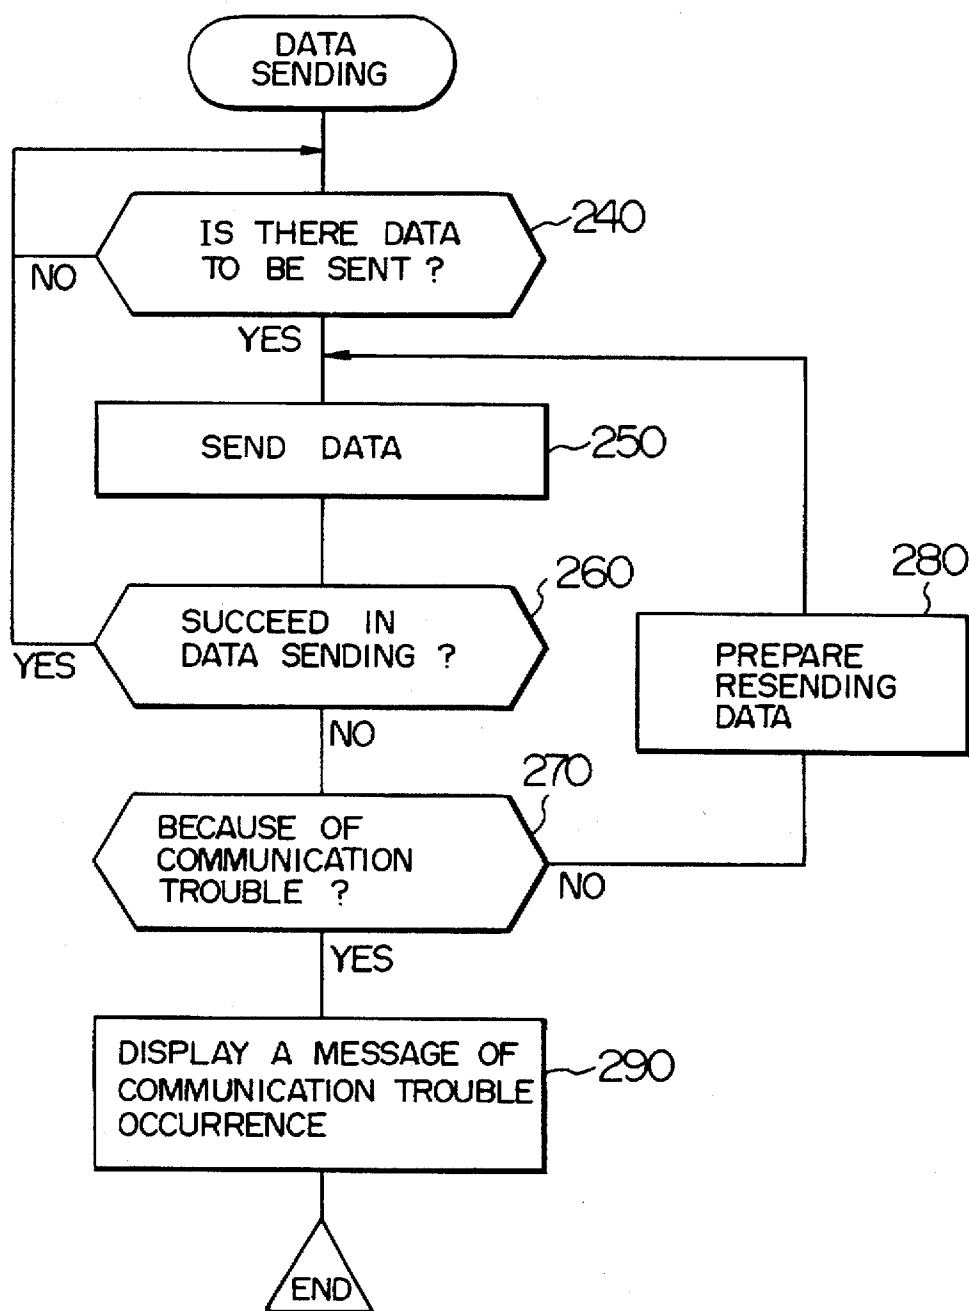 DATA
SENDING
IS THERE DATA
TO BE SENT ?
240
NO
YES
SEND DATA
250
260
SUCCEED IN
DATA SENDING ?
YES
NO
280
PREPARE
RESENDING
DATA
270
BECAUSE OF
COMMUNICATION
TROUBLE ?
NO
YES
DISPLAY A MESSAGE OF
COMMUNICATION TROUBLE
OCCURRENCE
290
END